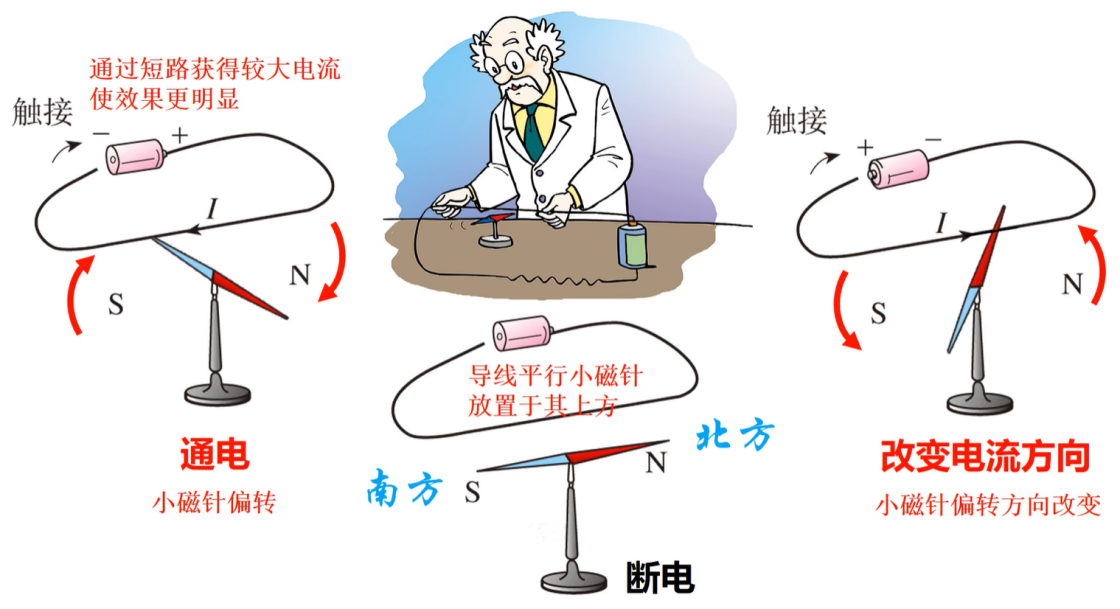 通过短路获得较大电流
使效果更明显
触接
− +
I
N
S
通电
小磁针偏转
导线平行小磁针
放置于其上方
北方
N
南方 S
断电
触接
+ −
I
N
S
改变电流方向
小磁针偏转方向改变